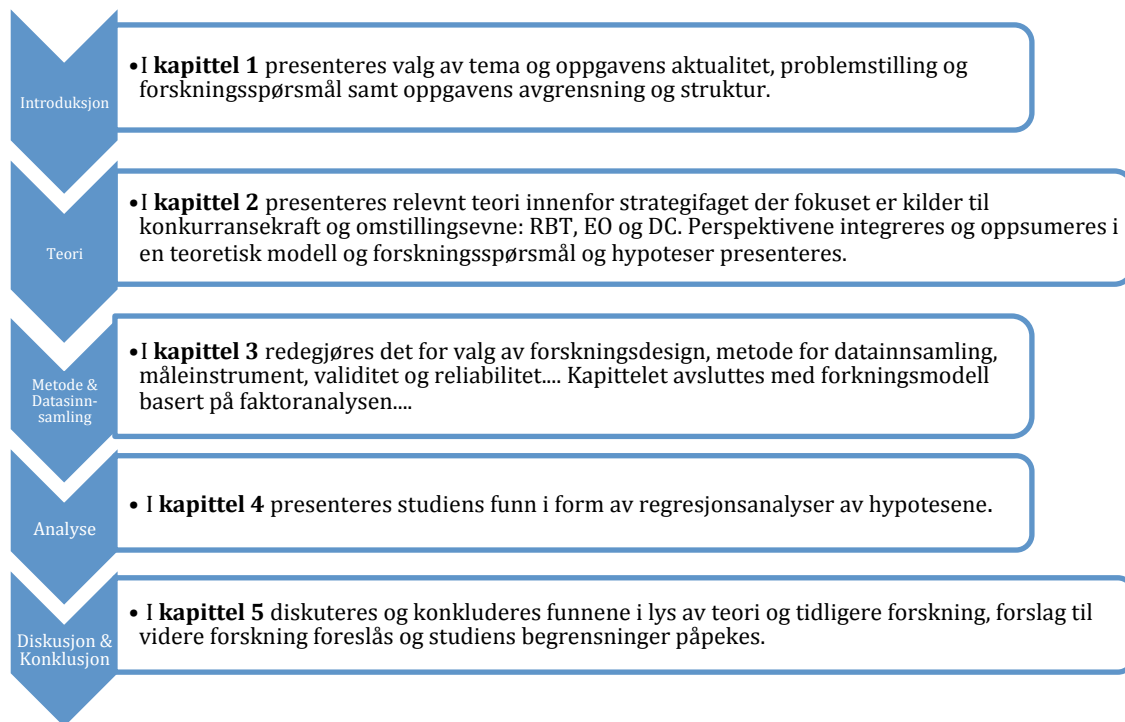 Introduksjon
•I kapittel 1 presenteres valg av tema og oppgavens aktualitet, problemstilling og
forskningsspørsmål samt oppgavens avgrensning og struktur.
Teori
•I kapittel 2 presenteres relevnt teori innenfor strategifaget der fokuset er kilder til
konkurransekraft og omstillingsevne: RBT, EO og DC. Perspektivene integreres og oppsumeres i
en teoretisk modell og forskningsspørsmål og hypoteser presenteres.
Metode &
Datasinn-
samling
•I kapittel 3 redegjøres det for valg av forskningsdesign, metode for datainnsamling,
måleinstrument, validitet og reliabilitet.... Kapittelet avsluttes med forkningsmodell
basert på faktoranalysen....
Analyse
• I kapittel 4 presenteres studiens funn i form av regresjonsanalyser av hypotesene.
Diskusjon &
Konklusjon
• I kapittel 5 diskuteres og konkluderes funnene i lys av teori og tidligere forskning, forslag til
videre forskning foreslås og studiens begrensninger påpekes.